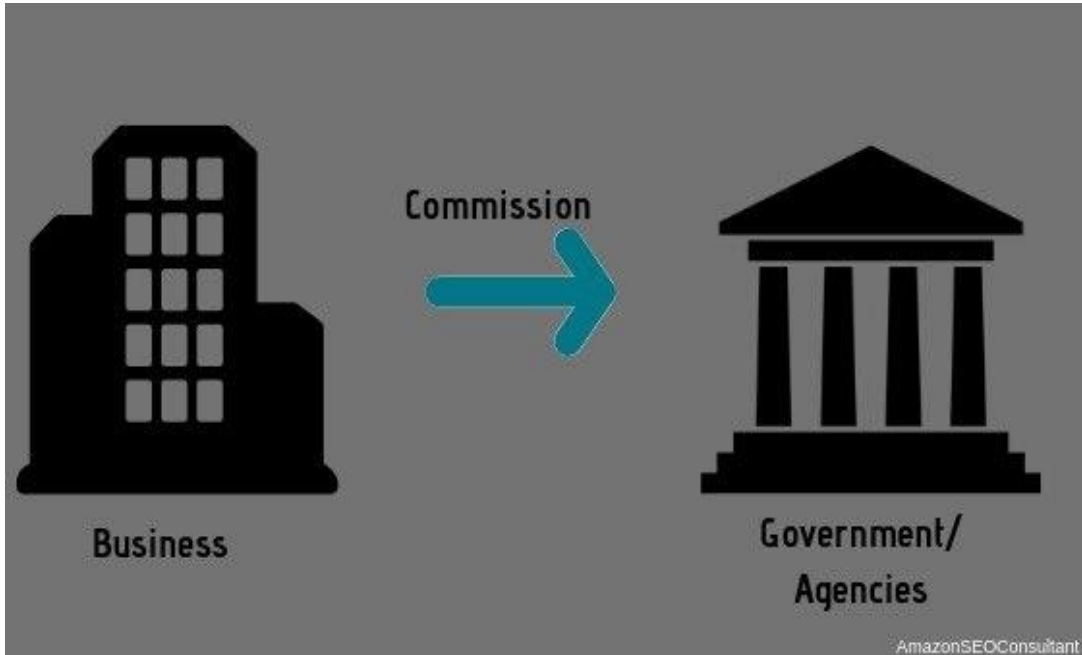 Commission
Business
Government/
Agencies
AmazonSEOConsultant